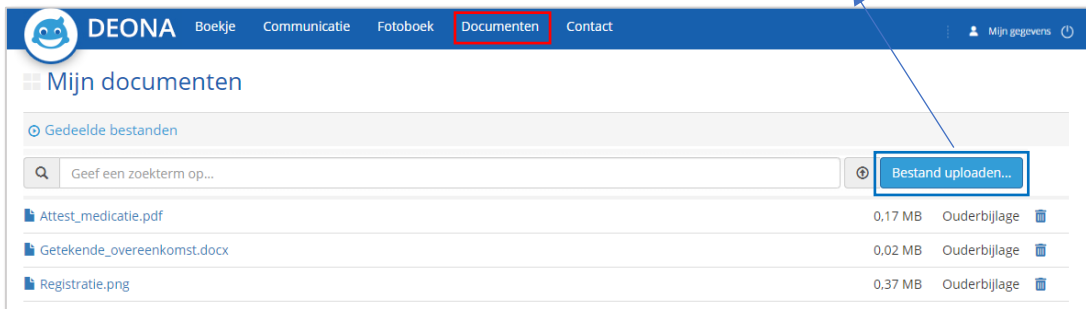 DEONA Boekje Communicatie Fotoboek Documenten Contact Mijn gegevens
Mijn documenten
Gedeelde bestanden
Geef een zoekterm op... Bestand uploaden...
Attest_medicatie.pdf 0,17 MB Ouderbijlage
Getekende_overeenkomst.docx 0,02 MB Ouderbijlage
Registratie.png 0,37 MB Ouderbijlage